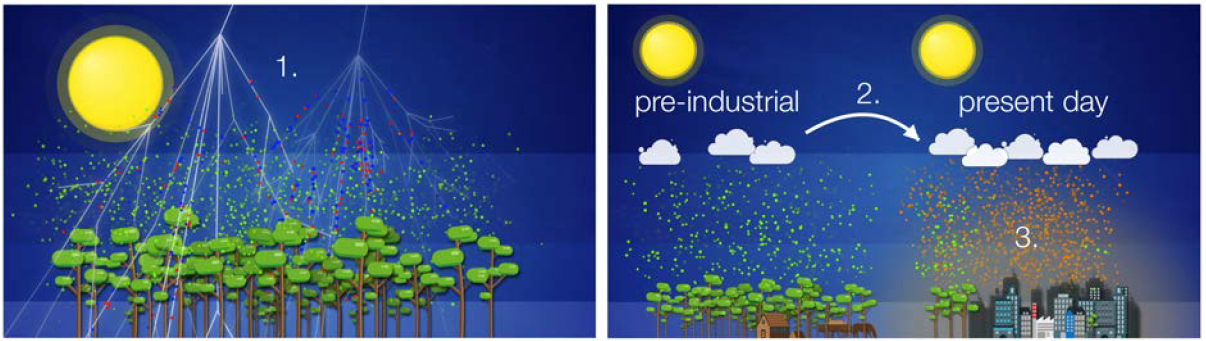 1.
pre-industrial
2.
present day
3.